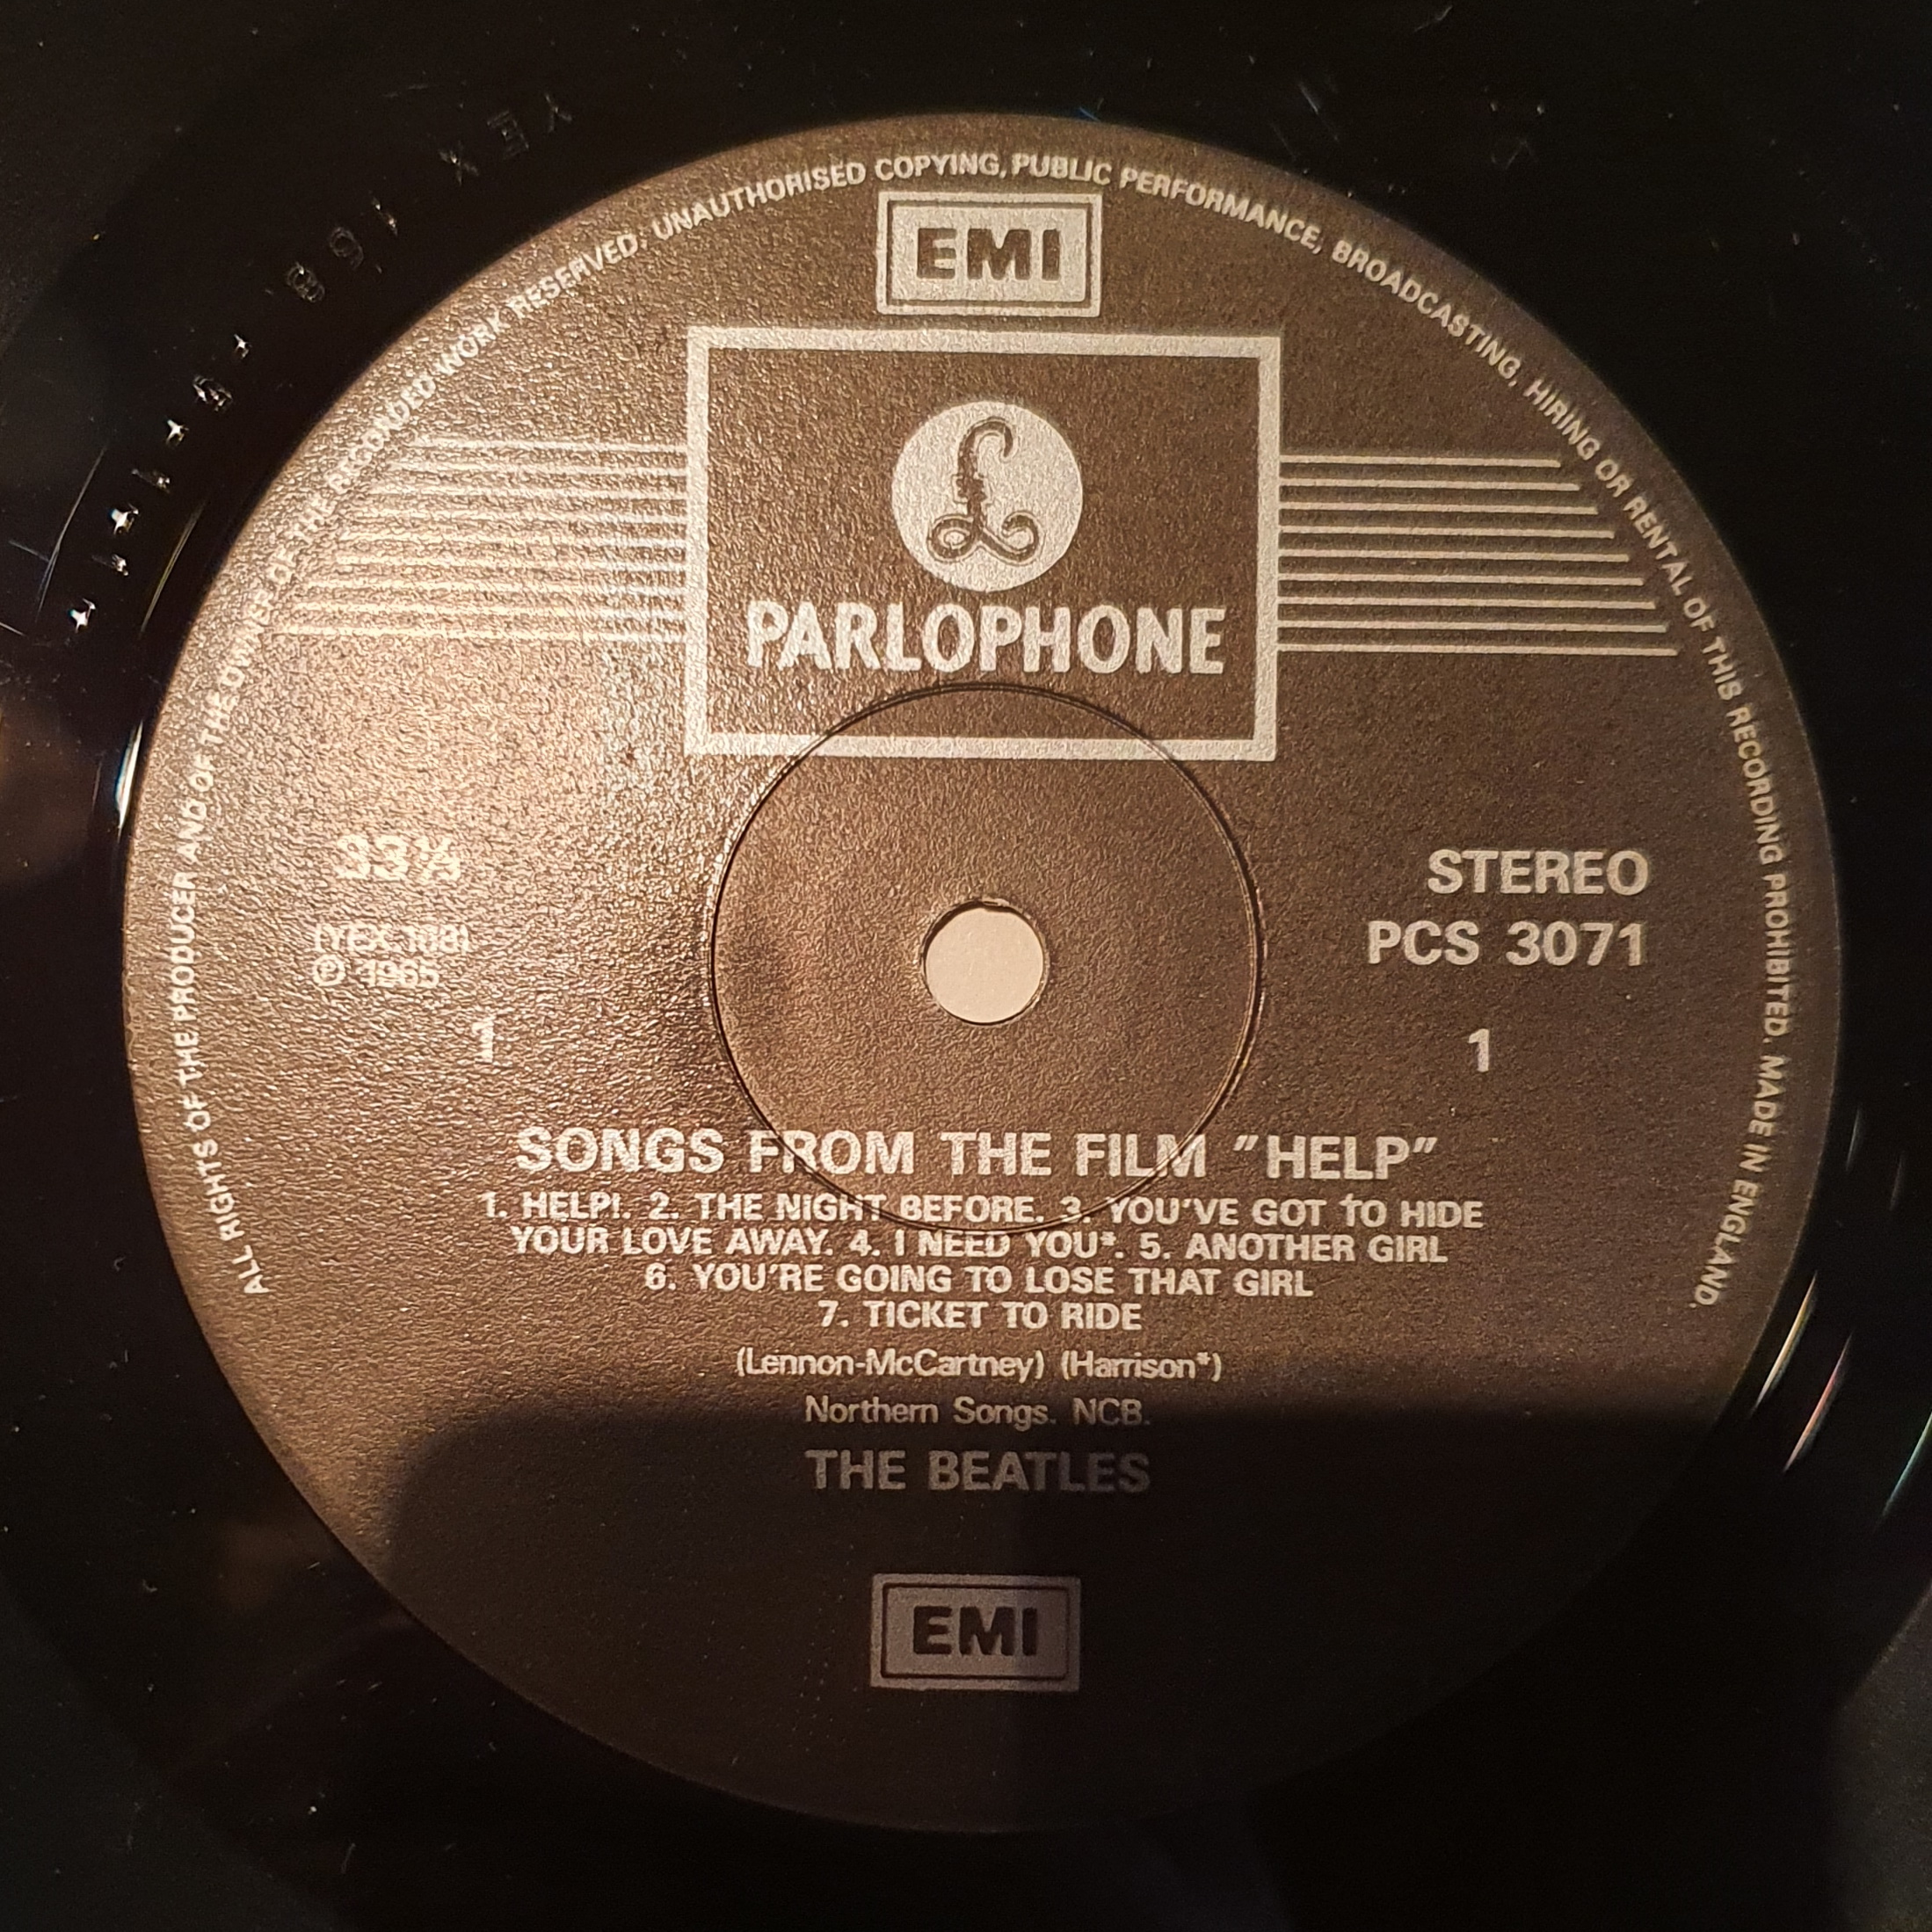 YEX 168
ALL RIGHTS OF THE PRODUCER AND OF THE OWNER OF THE RECORDED WORK RESERVED. UNAUTHORISED COPYING, PUBLIC PERFORMANCE, BROADCASTING, HIRING OR RENTAL OF THIS RECORDING PROHIBITED. MADE IN ENGLAND.
EMI
£
PARLOPHONE
33⅓
STEREO
(YEX 168)
PCS 3071
℗ 1965
1
1
SONGS FROM THE FILM "HELP"
1. HELP!. 2. THE NIGHT BEFORE. 3. YOU'VE GOT TO HIDE
YOUR LOVE AWAY. 4. I NEED YOU*. 5. ANOTHER GIRL
6. YOU'RE GOING TO LOSE THAT GIRL
7. TICKET TO RIDE
(Lennon-McCartney) (Harrison*)
Northern Songs. NCB.
THE BEATLES
EMI